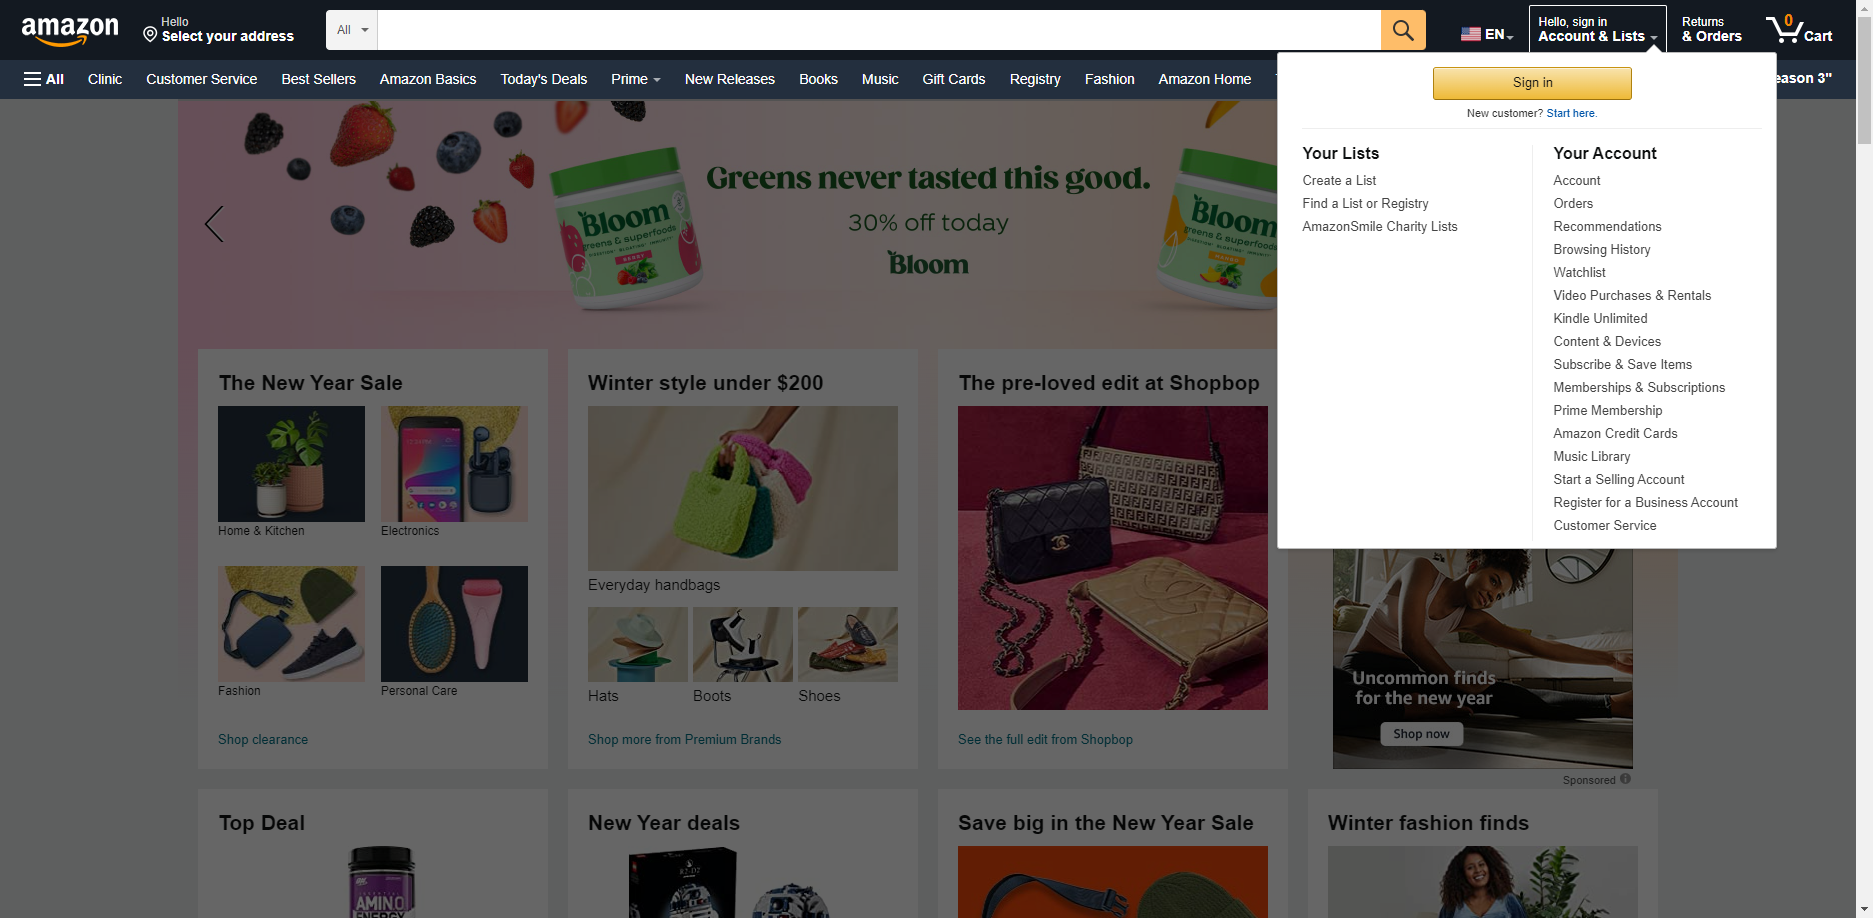 amazon
Hello
Select your address
All
EN
Hello, sign in
Account & Lists
Returns
& Orders
0
Cart
All
Clinic
Customer Service
Best Sellers
Amazon Basics
Today's Deals
Prime
New Releases
Books
Music
Gift Cards
Registry
Fashion
Amazon Home
eason 3"
Sign in
New customer? Start here.
Your Lists
Create a List
Find a List or Registry
AmazonSmile Charity Lists
Your Account
Account
Orders
Recommendations
Browsing History
Watchlist
Video Purchases & Rentals
Kindle Unlimited
Content & Devices
Subscribe & Save Items
Memberships & Subscriptions
Prime Membership
Amazon Credit Cards
Music Library
Start a Selling Account
Register for a Business Account
Customer Service
Greens never tasted this good.
30% off today
Bloom
Bloom
greens & superfoods
BERRY
Bloom
greens & superfoods
MANGO
The New Year Sale
Home & Kitchen
Electronics
Fashion
Personal Care
Shop clearance
Winter style under $200
Everyday handbags
Hats
Boots
Shoes
Shop more from Premium Brands
The pre-loved edit at Shopbop
See the full edit from Shopbop
Uncommon finds
for the new year
Shop now
Sponsored
Top Deal
AMINO
ENERGY
New Year deals
R2-D2
Save big in the New Year Sale
Winter fashion finds